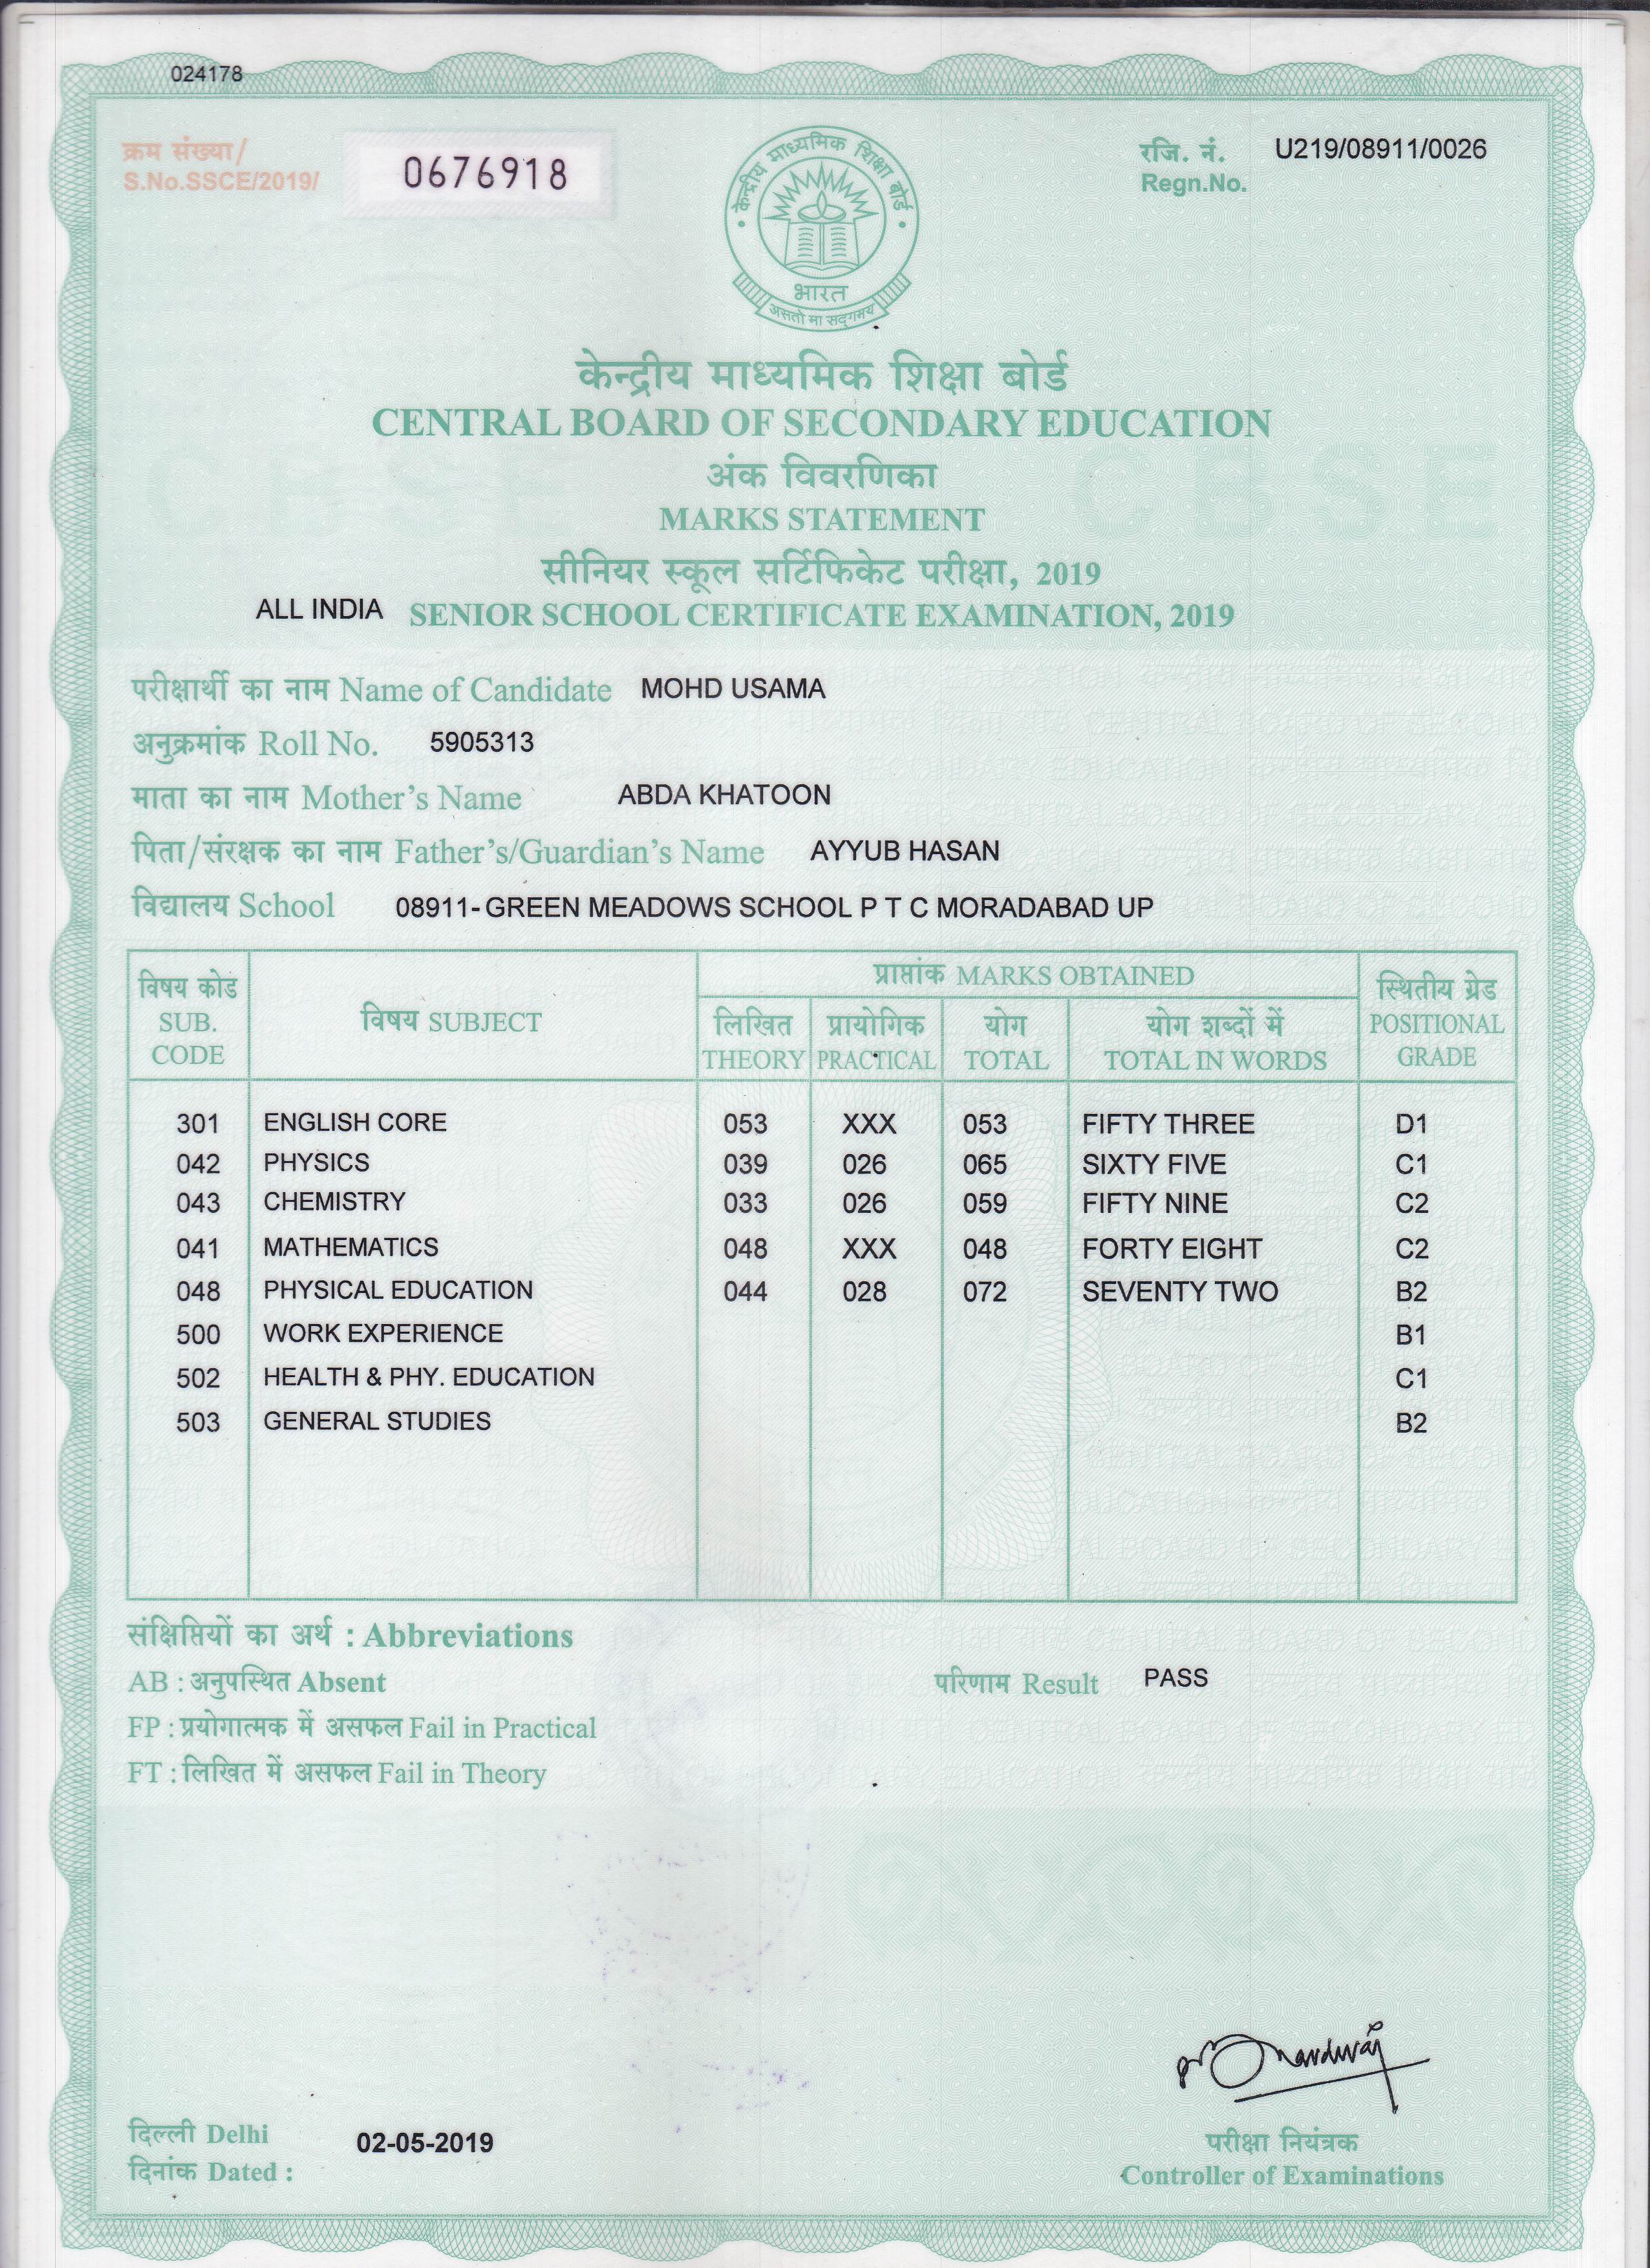 024178
क्रम संख्या/
S.No.SSCE/2019/
0676918
रजि. नं.
Regn.No.
U219/08911/0026
केन्द्रीय माध्यमिक शिक्षा बोर्ड
भारत
असतो मा सद्गमय
केन्द्रीय माध्यमिक शिक्षा बोर्ड
CENTRAL BOARD OF SECONDARY EDUCATION
अंक विवरणिका
MARKS STATEMENT
सीनियर स्कूल सर्टिफिकेट परीक्षा, 2019
ALL INDIA SENIOR SCHOOL CERTIFICATE EXAMINATION, 2019
परीक्षार्थी का नाम Name of Candidate MOHD USAMA
अनुक्रमांक Roll No. 5905313
माता का नाम Mother's Name ABDA KHATOON
पिता/संरक्षक का नाम Father's/Guardian's Name AYYUB HASAN
विद्यालय School 08911- GREEN MEADOWS SCHOOL P T C MORADABAD UP
विषय कोड SUB. CODE
विषय SUBJECT
प्राप्तांक MARKS OBTAINED
लिखित THEORY
प्रायोगिक PRACTICAL
योग TOTAL
योग शब्दों में TOTAL IN WORDS
स्थितीय ग्रेड POSITIONAL GRADE
301 ENGLISH CORE 053 XXX 053 FIFTY THREE D1
042 PHYSICS 039 026 065 SIXTY FIVE C1
043 CHEMISTRY 033 026 059 FIFTY NINE C2
041 MATHEMATICS 048 XXX 048 FORTY EIGHT C2
048 PHYSICAL EDUCATION 044 028 072 SEVENTY TWO B2
500 WORK EXPERIENCE B1
502 HEALTH & PHY. EDUCATION C1
503 GENERAL STUDIES B2
संक्षिप्तियों का अर्थ : Abbreviations
AB : अनुपस्थित Absent
परिणाम Result PASS
FP : प्रयोगात्मक में असफल Fail in Practical
FT : लिखित में असफल Fail in Theory
दिल्ली Delhi
दिनांक Dated :
02-05-2019
परीक्षा नियंत्रक
Controller of Examinations